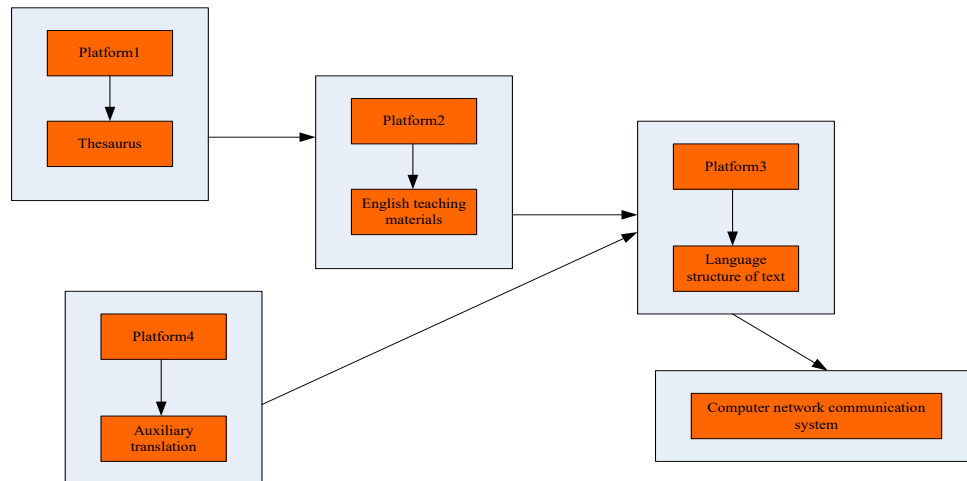 Platform1
Thesaurus
Platform2
English teaching
materials
Platform3
Language
structure of text
Platform4
Auxiliary
translation
Computer network communication
system